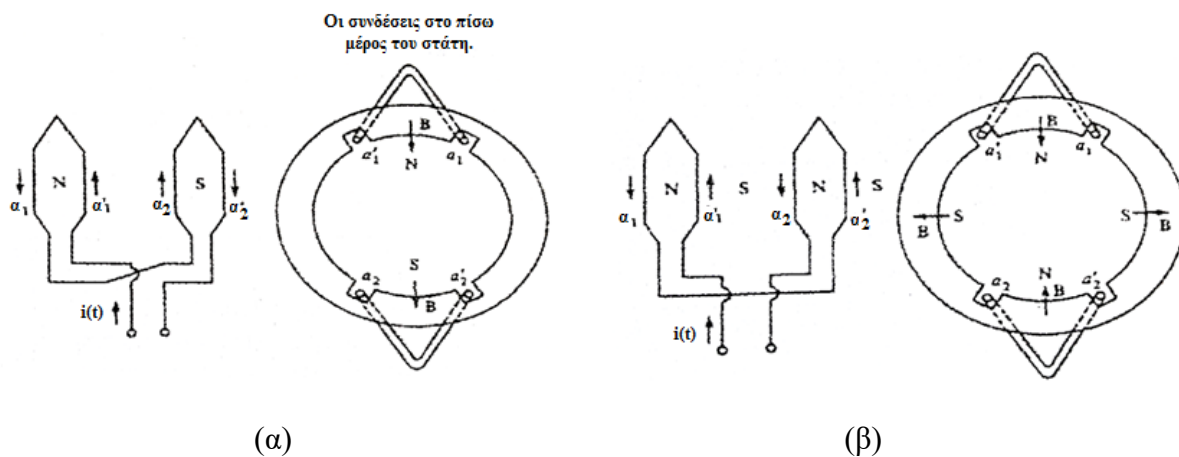 Οι συνδέσεις στο πίσω
μέρος του στάτη.
N
S
α₁
α'₁
α₂
α'₂
i(t)
B
N
a'₁
a₁
S
B
a₂
a'₂
(α)
N
S
N
S
α₁
α'₁
α₂
α'₂
i(t)
B
N
a'₁
a₁
S
B
S
B
N
B
a₂
a'₂
(β)